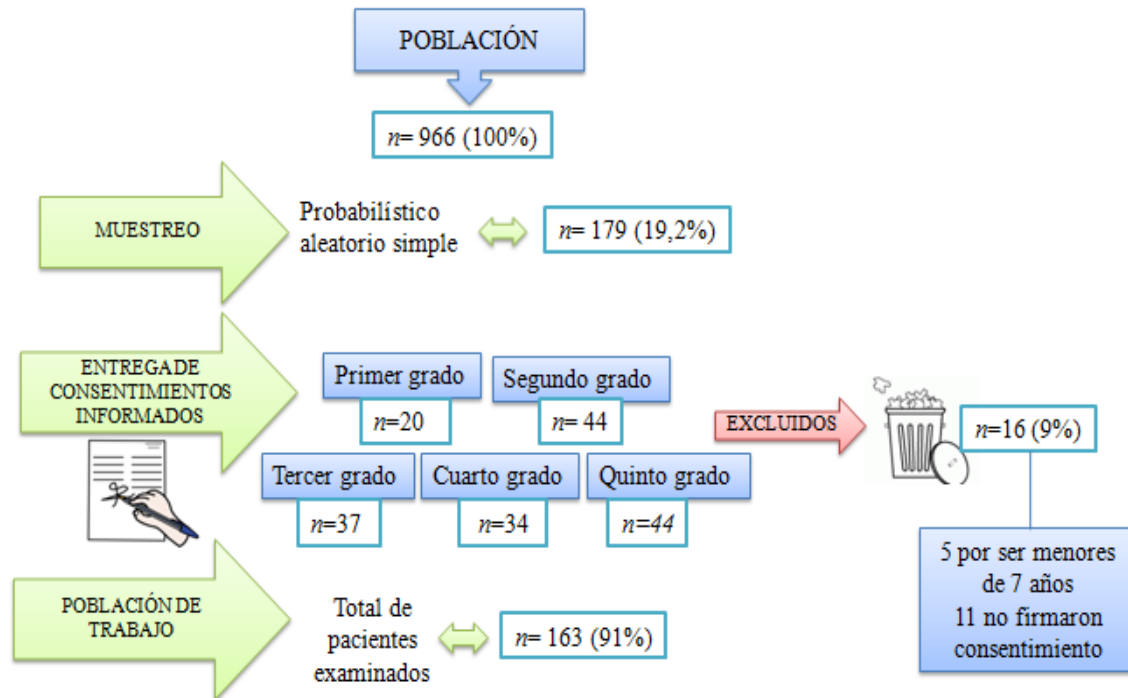 POBLACIÓN
n= 966 (100%)
MUESTREO
Probabilístico
aleatorio simple
n= 179 (19,2%)
ENTREGA DE
CONSENTIMIENTOS
INFORMADOS
Primer grado
n=20
Segundo grado
n= 44
Tercer grado
n=37
Cuarto grado
n=34
Quinto grado
n=44
EXCLUIDOS
n=16 (9%)
5 por ser menores
de 7 años
11 no firmaron
consentimiento
POBLACIÓN DE
TRABAJO
Total de
pacientes
examinados
n= 163 (91%)